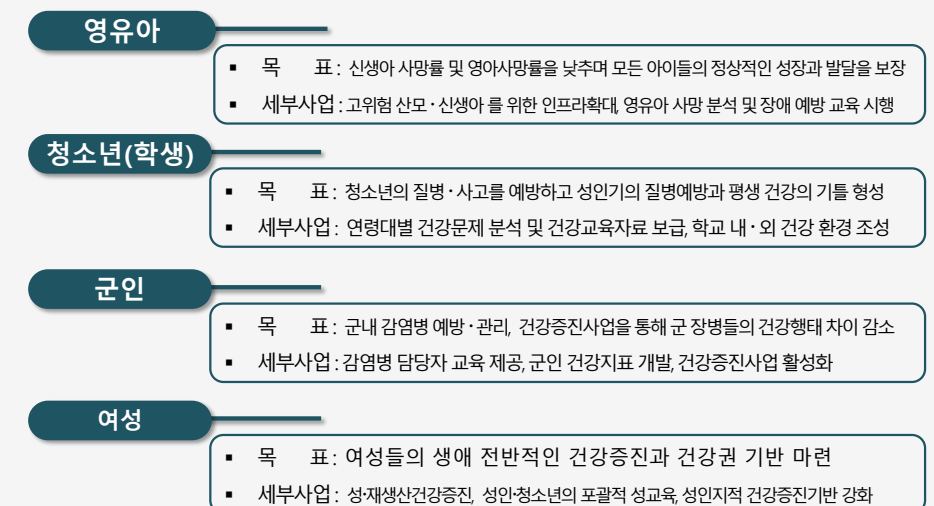 영유아
▪ 목 표 : 신생아 사망률 및 영아사망률을 낮추며 모든 아이들의 정상적인 성장과 발달을 보장
▪ 세부사업 : 고위험 산모·신생아 를 위한 인프라확대, 영유아 사망 분석 및 장애 예방 교육 시행
청소년(학생)
▪ 목 표 : 청소년의 질병·사고를 예방하고 성인기의 질병예방과 평생 건강의 기틀 형성
▪ 세부사업 : 연령대별 건강문제 분석 및 건강교육자료 보급, 학교 내·외 건강 환경 조성
군인
▪ 목 표 : 군내 감염병 예방·관리, 건강증진사업을 통해 군 장병들의 건강행태 차이 감소
▪ 세부사업 : 감염병 담당자 교육 제공, 군인 건강지표 개발, 건강증진사업 활성화
여성
▪ 목 표 : 여성들의 생애 전반적인 건강증진과 건강권 기반 마련
▪ 세부사업 : 성·재생산건강증진, 성인·청소년의 포괄적 성교육, 성인지적 건강증진기반 강화